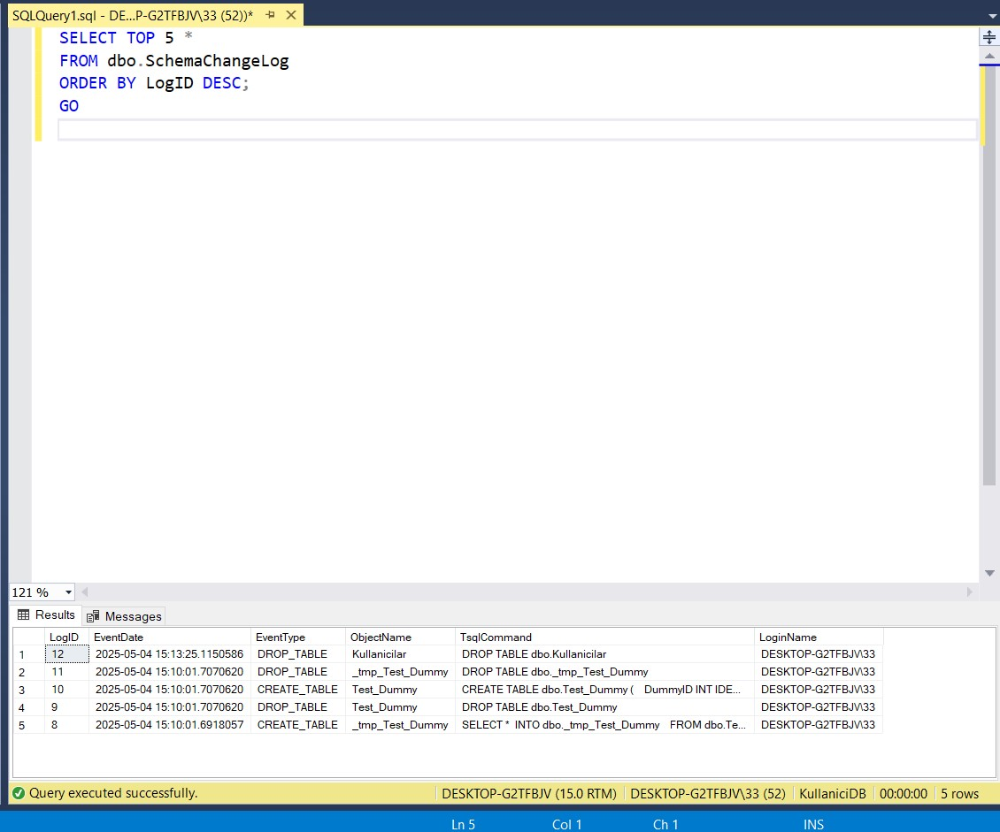 SQLQuery1.sql - DE...P-G2TFBJV\33 (52))*
SELECT TOP 5 *
FROM dbo.SchemaChangeLog
ORDER BY LogID DESC;
GO
121 %
Results Messages
LogID EventDate EventType ObjectName TsqlCommand LoginName
1 12 2025-05-04 15:13:25.1150586 DROP_TABLE Kullanicilar DROP TABLE dbo.Kullanicilar DESKTOP-G2TFBJV\33
2 11 2025-05-04 15:10:01.7070620 DROP_TABLE _tmp_Test_Dummy DROP TABLE dbo._tmp_Test_Dummy DESKTOP-G2TFBJV\33
3 10 2025-05-04 15:10:01.7070620 CREATE_TABLE Test_Dummy CREATE TABLE dbo.Test_Dummy ( DummyID INT IDE... DESKTOP-G2TFBJV\33
4 9 2025-05-04 15:10:01.7070620 DROP_TABLE Test_Dummy DROP TABLE dbo.Test_Dummy DESKTOP-G2TFBJV\33
5 8 2025-05-04 15:10:01.6918057 CREATE_TABLE _tmp_Test_Dummy SELECT * INTO dbo._tmp_Test_Dummy FROM dbo.Te... DESKTOP-G2TFBJV\33
Query executed successfully. DESKTOP-G2TFBJV (15.0 RTM) DESKTOP-G2TFBJV\33 (52) KullaniciDB 00:00:00 5 rows
Ln 5 Col 1 Ch 1 INS